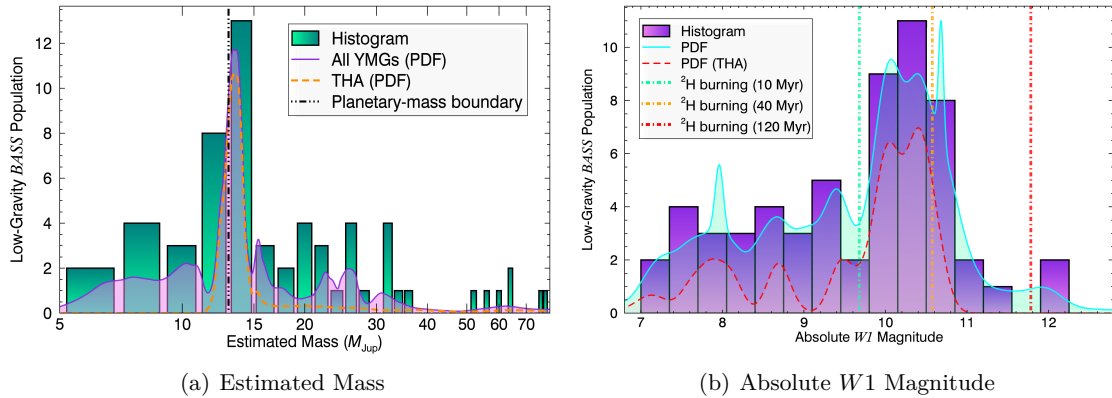 Low-Gravity BASS Population
12
10
8
6
4
2
0
Histogram
All YMGs (PDF)
THA (PDF)
Planetary-mass boundary
5 10 15 20 30 40 50 60 70
Estimated Mass (M_Jup)
(a) Estimated Mass
Low-Gravity BASS Population
10
8
6
4
2
0
Histogram
PDF
PDF (THA)
²H burning (10 Myr)
²H burning (40 Myr)
²H burning (120 Myr)
7 8 9 10 11 12
Absolute W1 Magnitude
(b) Absolute W1 Magnitude